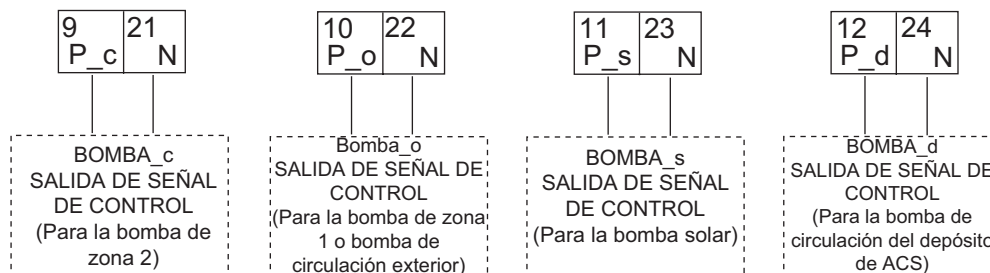 9 21
P_c N
BOMBA_c
SALIDA DE SEÑAL
DE CONTROL
(Para la bomba de
zona 2)
10 22
P_o N
Bomba_o
SALIDA DE SEÑAL DE
CONTROL
(Para la bomba de zona
1 o bomba de
circulación exterior)
11 23
P_s N
BOMBA_s
SALIDA DE SEÑAL
DE CONTROL
(Para la bomba solar)
12 24
P_d N
BOMBA_d
SALIDA DE SEÑAL DE
CONTROL
(Para la bomba de
circulación del depósito
de ACS)